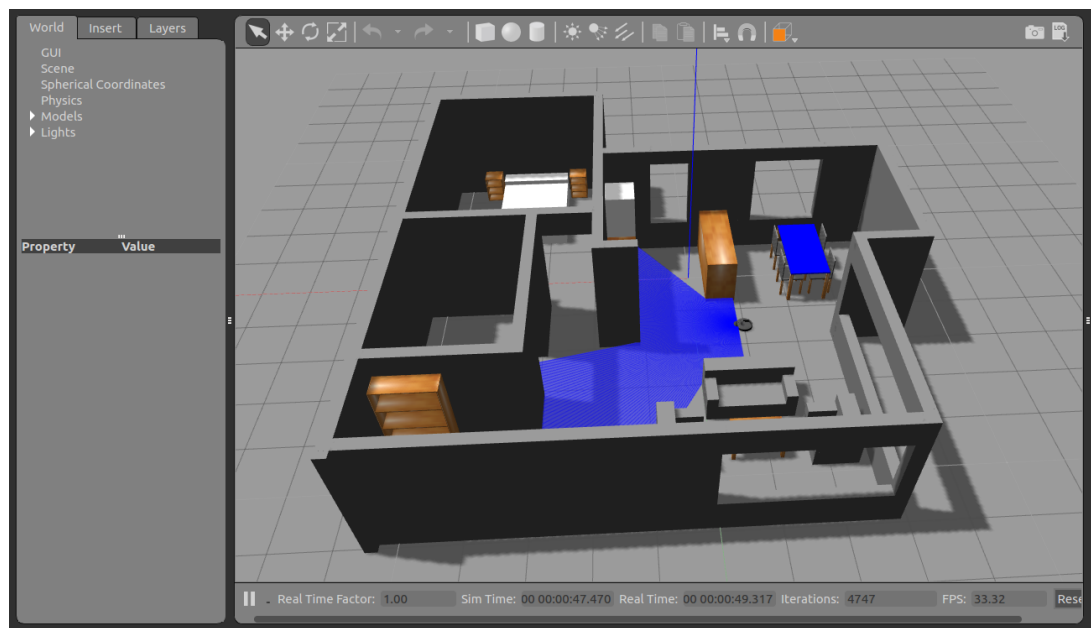 World Insert Layers
GUI
Scene
Spherical Coordinates
Physics
Models
Lights
Property Value
LOG
Real Time Factor: 1.00 Sim Time: 00 00:00:47.470 Real Time: 00 00:00:49.317 Iterations: 4747 FPS: 33.32 Rese